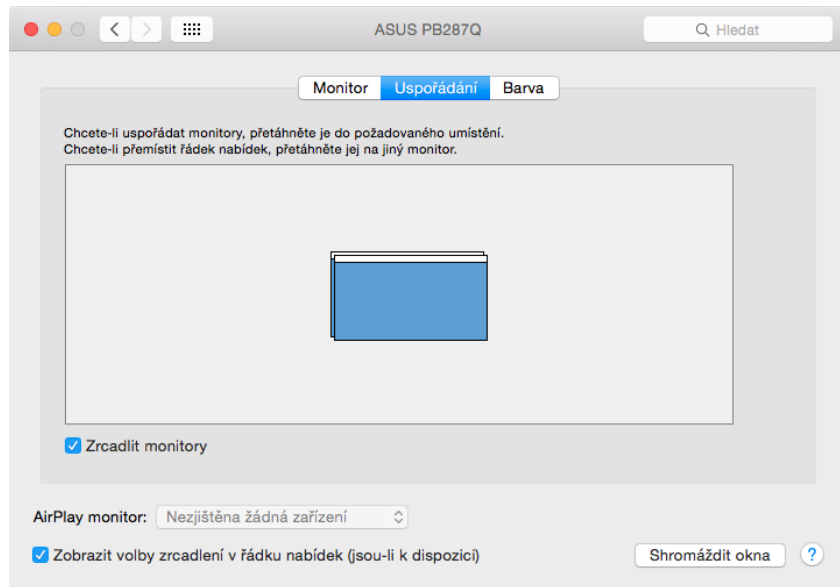 ASUS PB287Q
Hledat
Monitor Uspořádání Barva
Chcete-li uspořádat monitory, přetáhněte je do požadovaného umístění.
Chcete-li přemístit řádek nabídek, přetáhněte jej na jiný monitor.
Zrcadlit monitory
AirPlay monitor: Nezjištěna žádná zařízení
Zobrazit volby zrcadlení v řádku nabídek (jsou-li k dispozici) Shromáždit okna ?